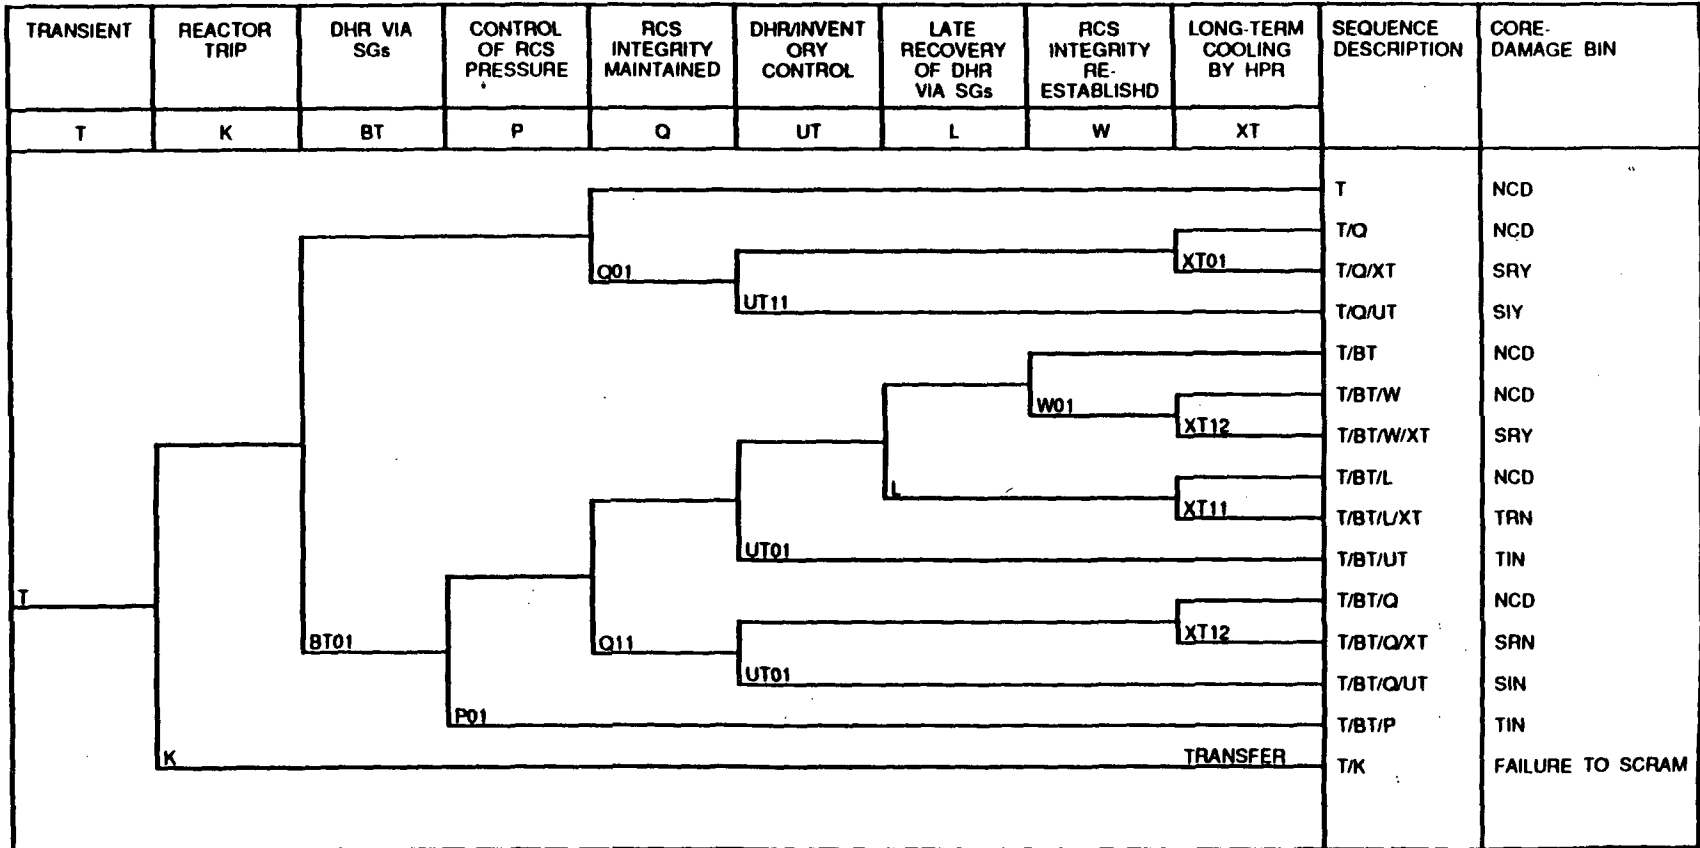 TRANSIENT
REACTOR
TRIP
DHR VIA
SGs
CONTROL
OF RCS
PRESSURE
RCS
INTEGRITY
MAINTAINED
DHR/INVENT
ORY
CONTROL
LATE
RECOVERY
OF DHR
VIA SGs
RCS
INTEGRITY
RE-
ESTABLISHD
LONG-TERM
COOLING
BY HPR
SEQUENCE
DESCRIPTION
CORE-
DAMAGE BIN
T
K
BT
P
Q
UT
L
W
XT
T
NCD
T/Q
NCD
Q01
XT01
T/Q/XT
SRY
UT11
T/Q/UT
SIY
T/BT
NCD
W01
T/BT/W
NCD
XT12
T/BT/W/XT
SRY
L
T/BT/L
NCD
XT11
T/BT/L/XT
TRN
UT01
T/BT/UT
TIN
T
T/BT/Q
NCD
BT01
Q11
XT12
T/BT/Q/XT
SRN
UT01
T/BT/Q/UT
SIN
P01
T/BT/P
TIN
K
TRANSFER
T/K
FAILURE TO SCRAM